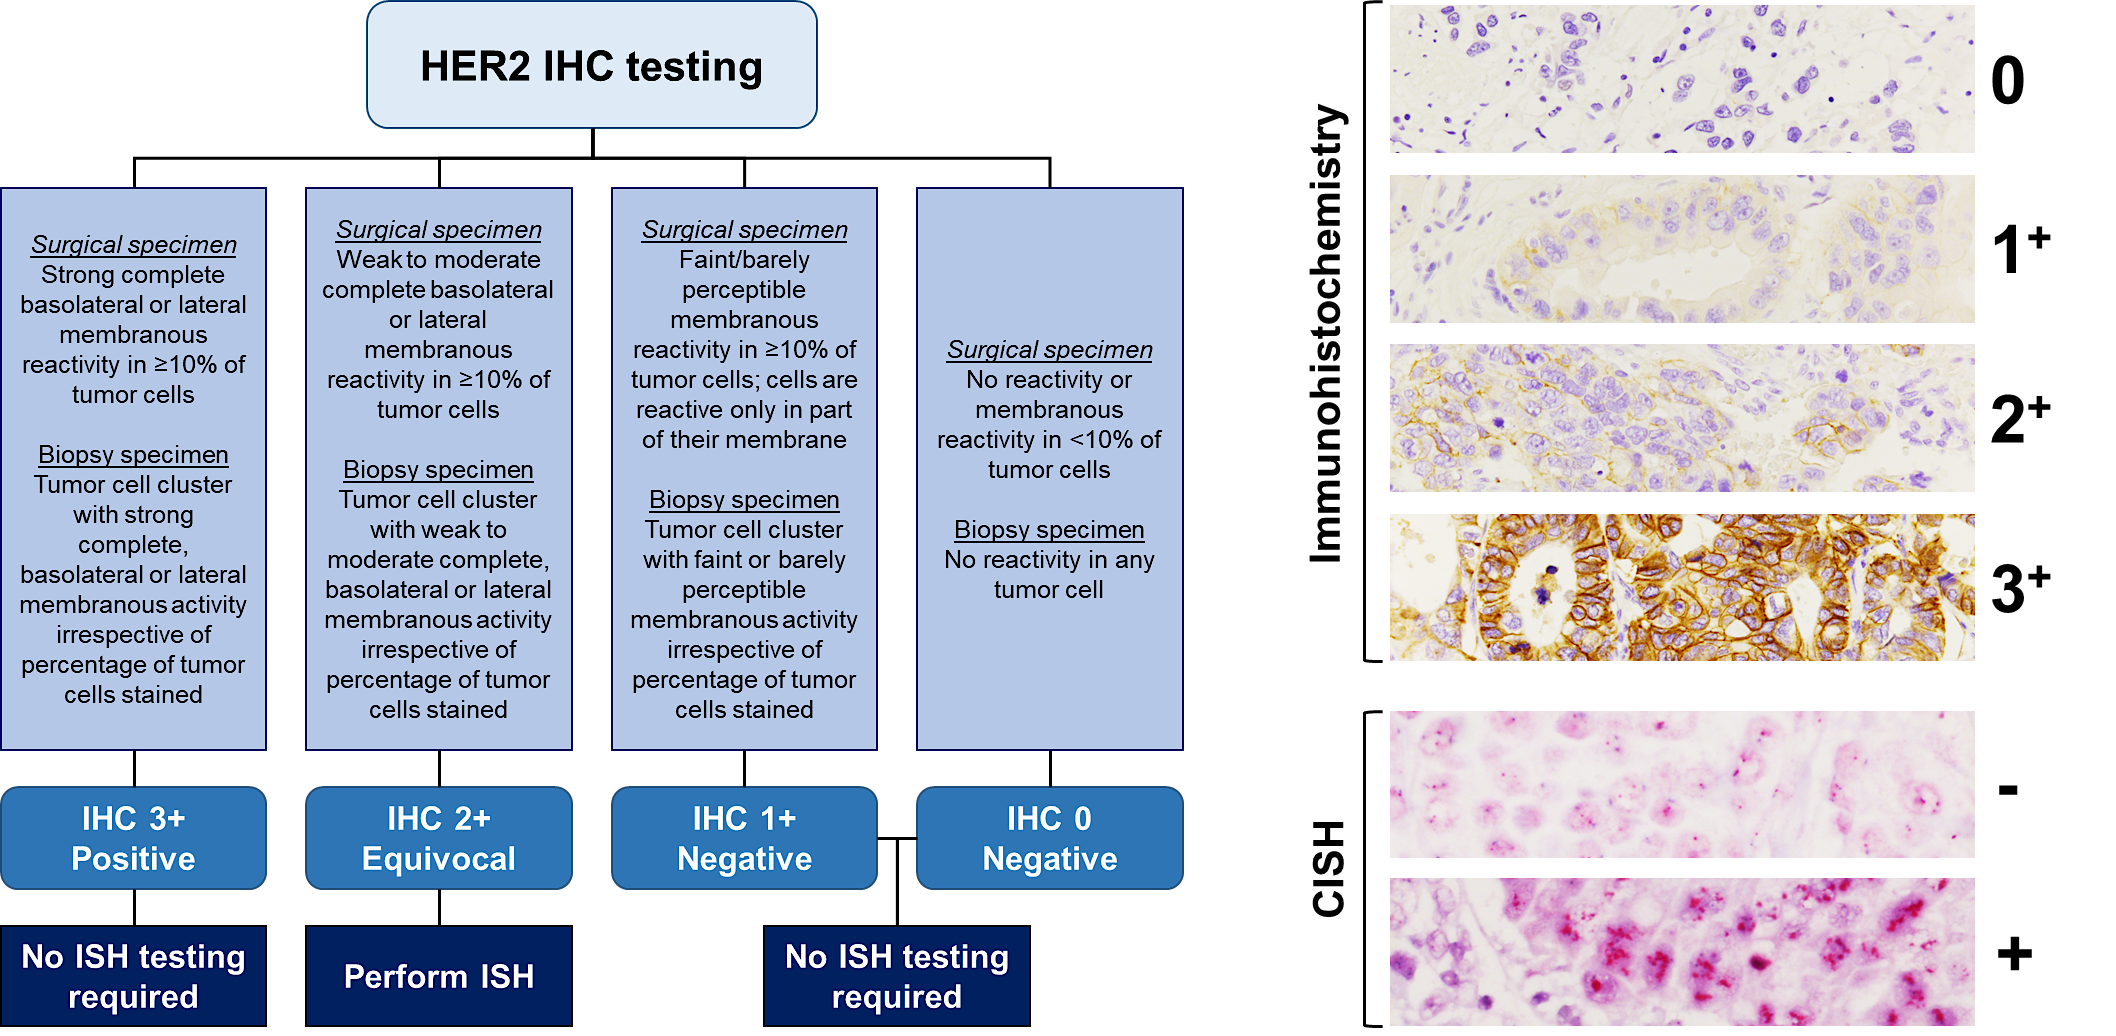 HER2 IHC testing
Surgical specimen
Strong complete
basolateral or lateral
membranous
reactivity in ≥10% of
tumor cells
Biopsy specimen
Tumor cell cluster
with strong
complete,
basolateral or lateral
membranous activity
irrespective of
percentage of tumor
cells stained
IHC 3+
Positive
No ISH testing
required
Surgical specimen
Weak to moderate
complete basolateral
or lateral
membranous
reactivity in ≥10% of
tumor cells
Biopsy specimen
Tumor cell cluster
with weak to
moderate complete,
basolateral or lateral
membranous activity
irrespective of
percentage of tumor
cells stained
IHC 2+
Equivocal
Perform ISH
Surgical specimen
Faint/barely
perceptible
membranous
reactivity in ≥10% of
tumor cells; cells are
reactive only in part
of their membrane
Biopsy specimen
Tumor cell cluster
with faint or barely
perceptible
membranous activity
irrespective of
percentage of tumor
cells stained
IHC 1+
Negative
Surgical specimen
No reactivity or
membranous
reactivity in <10% of
tumor cells
Biopsy specimen
No reactivity in any
tumor cell
IHC 0
Negative
No ISH testing
required
Immunohistochemistry
0
1+
2+
3+
CISH
-
+